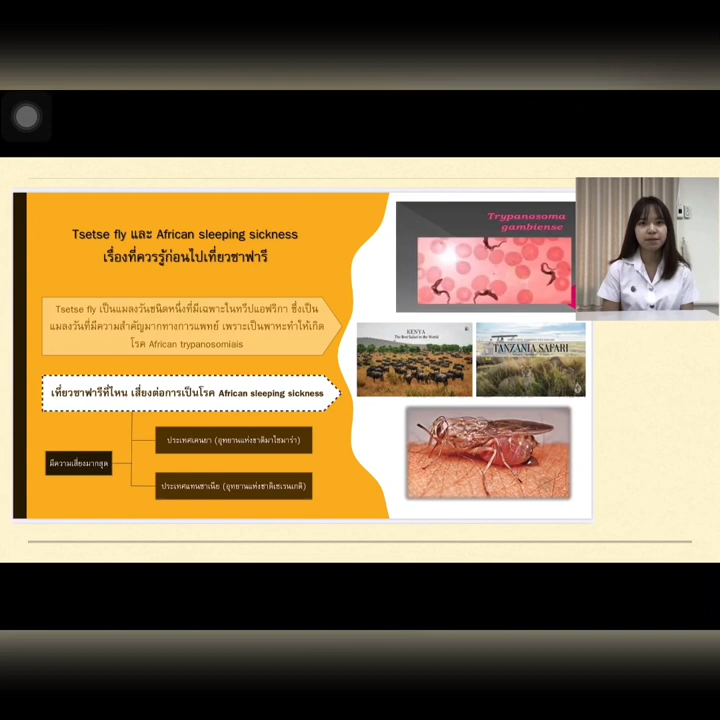 Tsetse fly และ African sleeping sickness
เรื่องที่ควรรู้ก่อนไปเที่ยวซาฟารี
Tsetse fly เป็นแมลงวันชนิดหนึ่งที่มีเฉพาะในทวีปแอฟริกา ซึ่งเป็น
แมลงวันที่มีความสำคัญมากทางการแพทย์ เพราะเป็นพาหะทำให้เกิด
โรค African trypanosomiais
เที่ยวซาฟารีที่ไหน เสี่ยงต่อการเป็นโรค African sleeping sickness
มีความเสี่ยงมากสุด
ประเทศเคนยา (อุทยานแห่งชาติมาไซมาร่า)
ประเทศแทนซาเนีย (อุทยานแห่งชาติเซเรนเกติ)
Trypanosoma
gambiense
KENYA
The Best Safari in the World
TANZANIA SAFARI